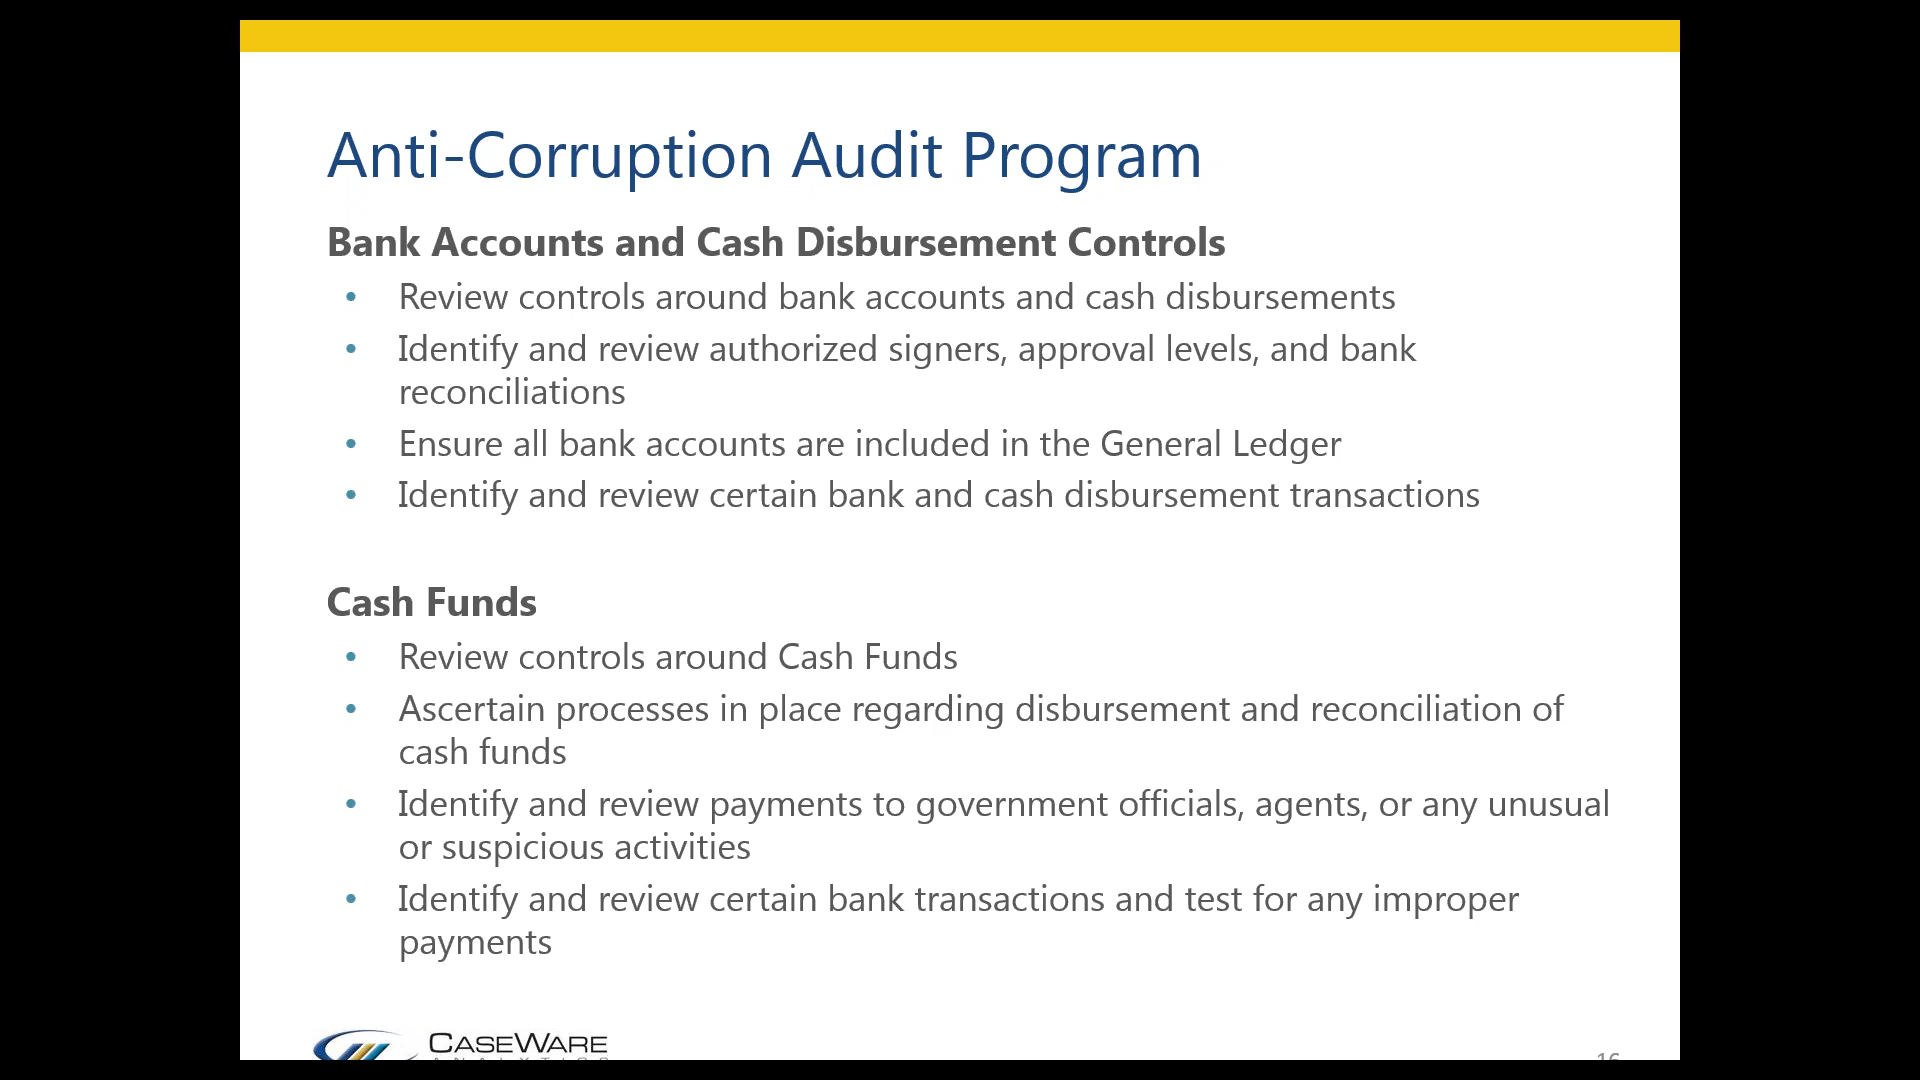 Anti-Corruption Audit Program
Bank Accounts and Cash Disbursement Controls
• Review controls around bank accounts and cash disbursements
• Identify and review authorized signers, approval levels, and bank
reconciliations
• Ensure all bank accounts are included in the General Ledger
• Identify and review certain bank and cash disbursement transactions
Cash Funds
• Review controls around Cash Funds
• Ascertain processes in place regarding disbursement and reconciliation of
cash funds
• Identify and review payments to government officials, agents, or any unusual
or suspicious activities
• Identify and review certain bank transactions and test for any improper
payments
CASEWARE
16